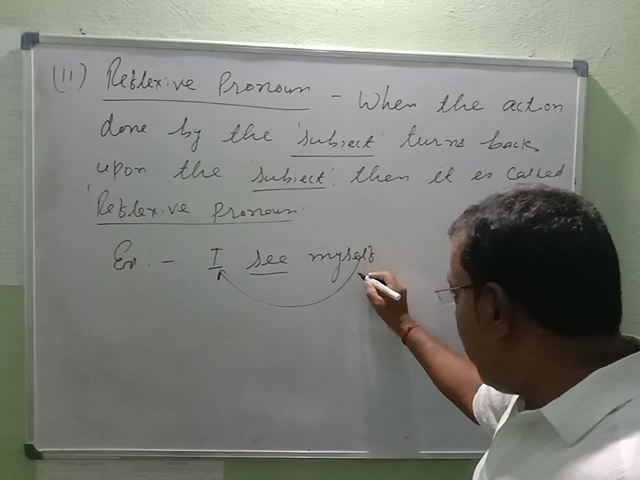 (ii) Reflexive Pronoun - When the action
done by the 'subject' turns back
upon the 'subject', then it is called
'Reflexive Pronoun'.
Ex. - I see myself.